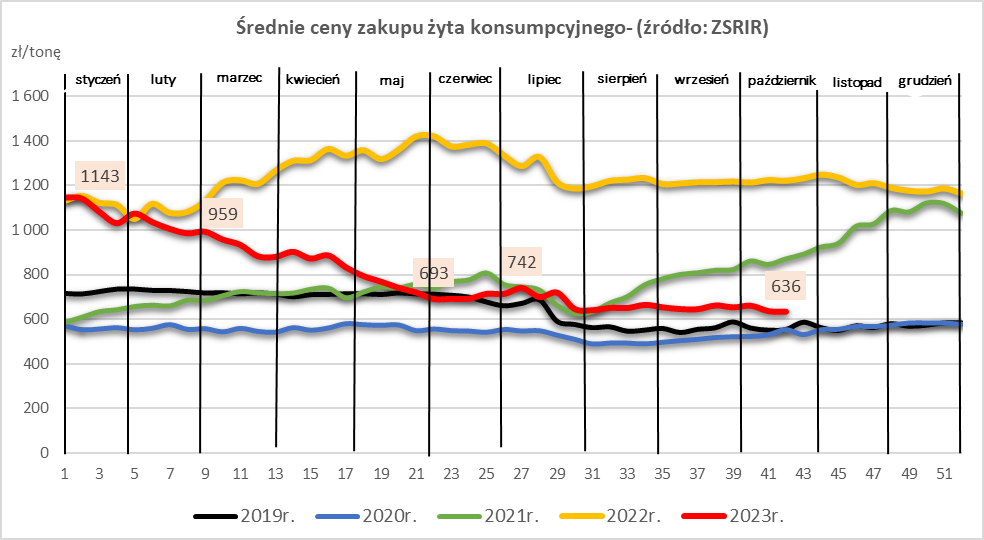 Średnie ceny zakupu żyta konsumpcyjnego- (źródło: ZSRIR)
zł/tonę
styczeń luty marzec kwiecień maj czerwiec lipiec sierpień wrzesień październik listopad grudzień
1 600
1 400
1 200
1 000
800
600
400
200
0
1143
959
693
742
636
1 3 5 7 9 11 13 15 17 19 21 23 25 27 29 31 33 35 37 39 41 43 45 47 49 51
2019r. 2020r. 2021r. 2022r. 2023r.